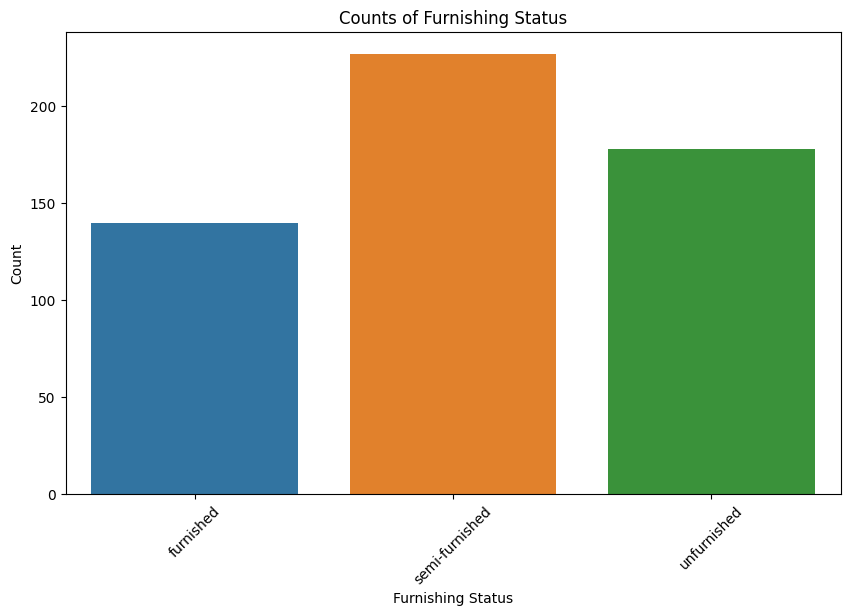 Counts of Furnishing Status
Count
200
150
100
50
0
furnished
semi-furnished
unfurnished
Furnishing Status